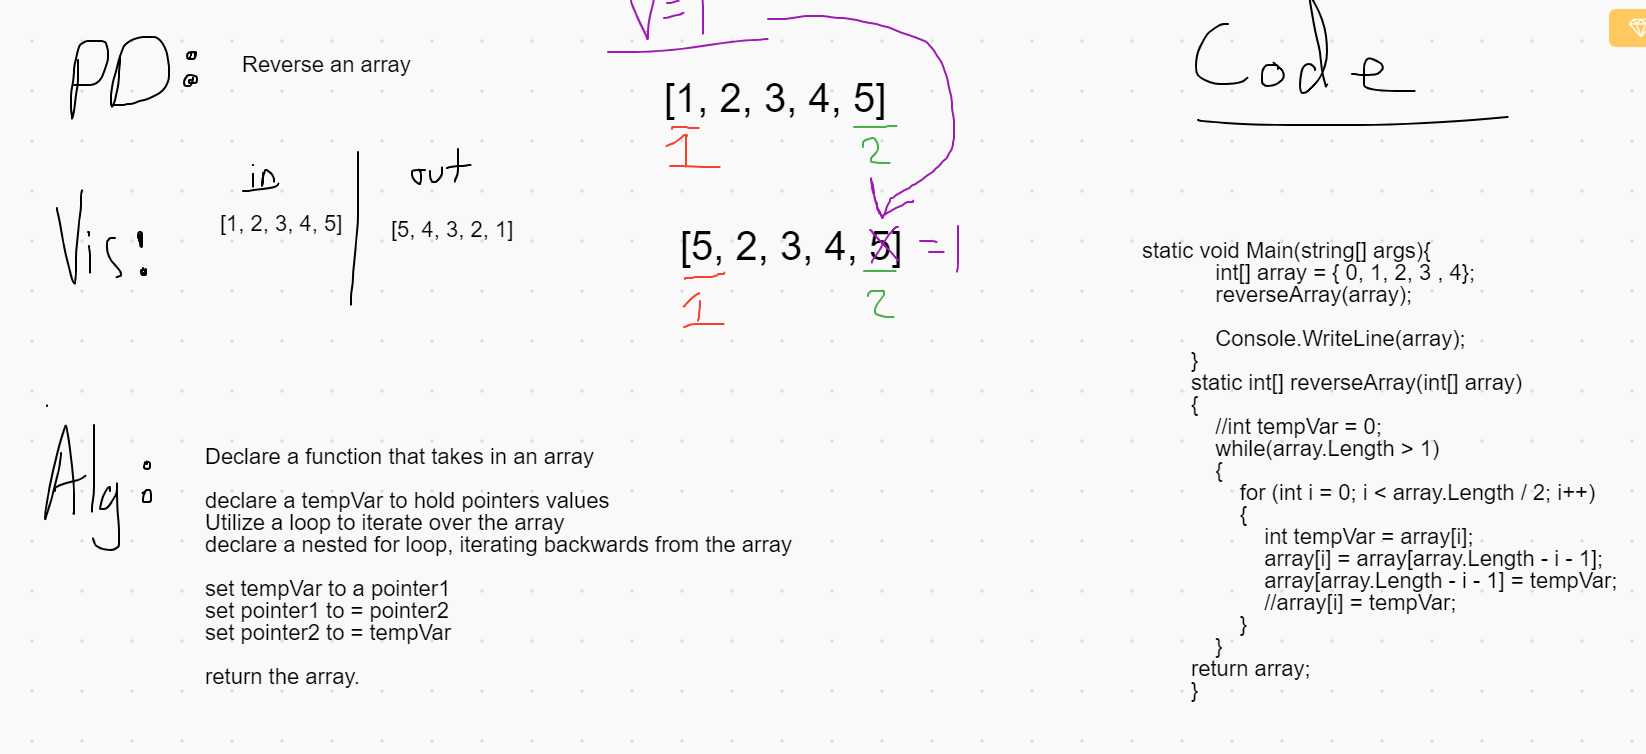 PD:
Reverse an array
Vis:
in
out
[1, 2, 3, 4, 5]
[5, 4, 3, 2, 1]
Alg:
Declare a function that takes in an array
declare a tempVar to hold pointers values
Utilize a loop to iterate over the array
declare a nested for loop, iterating backwards from the array
set tempVar to a pointer1
set pointer1 to = pointer2
set pointer2 to = tempVar
return the array.
V=1
[1, 2, 3, 4, 5]
1
2
[5, 2, 3, 4, 5] =1
1
2
Code
static void Main(string[] args){
int[] array = { 0, 1, 2, 3 , 4};
reverseArray(array);
Console.WriteLine(array);
}
static int[] reverseArray(int[] array)
{
//int tempVar = 0;
while(array.Length > 1)
{
for (int i = 0; i < array.Length / 2; i++)
{
int tempVar = array[i];
array[i] = array[array.Length - i - 1];
array[array.Length - i - 1] = tempVar;
//array[i] = tempVar;
}
}
return array;
}